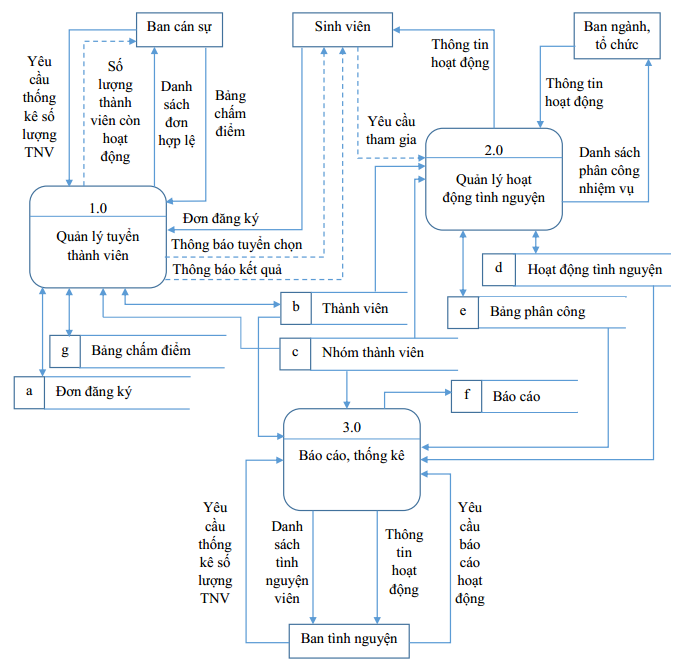 Ban cán sự
Sinh viên
Ban ngành,
tổ chức
Yêu
cầu
thống
kê số
lượng
TNV
Số
lượng
thành
viên còn
hoạt
động
Danh
sách
đơn
hợp lệ
Bảng
chấm
điểm
Thông tin
hoạt động
Thông tin
hoạt động
Yêu cầu
tham gia
Danh sách
phân công
nhiệm vụ
1.0
Quản lý tuyển
thành viên
2.0
Quản lý hoạt
động tình nguyện
Đơn đăng ký
Thông báo tuyển chọn
Thông báo kết quả
d
Hoạt động tình nguyện
b
Thành viên
e
Bảng phân công
g
Bảng chấm điểm
c
Nhóm thành viên
a
Đơn đăng ký
f
Báo cáo
3.0
Báo cáo, thống kê
Yêu
cầu
thống
kê số
lượng
TNV
Danh
sách
tình
nguyện
viên
Thông
tin
hoạt
động
Yêu
cầu
báo
cáo
hoạt
động
Ban tình nguyện